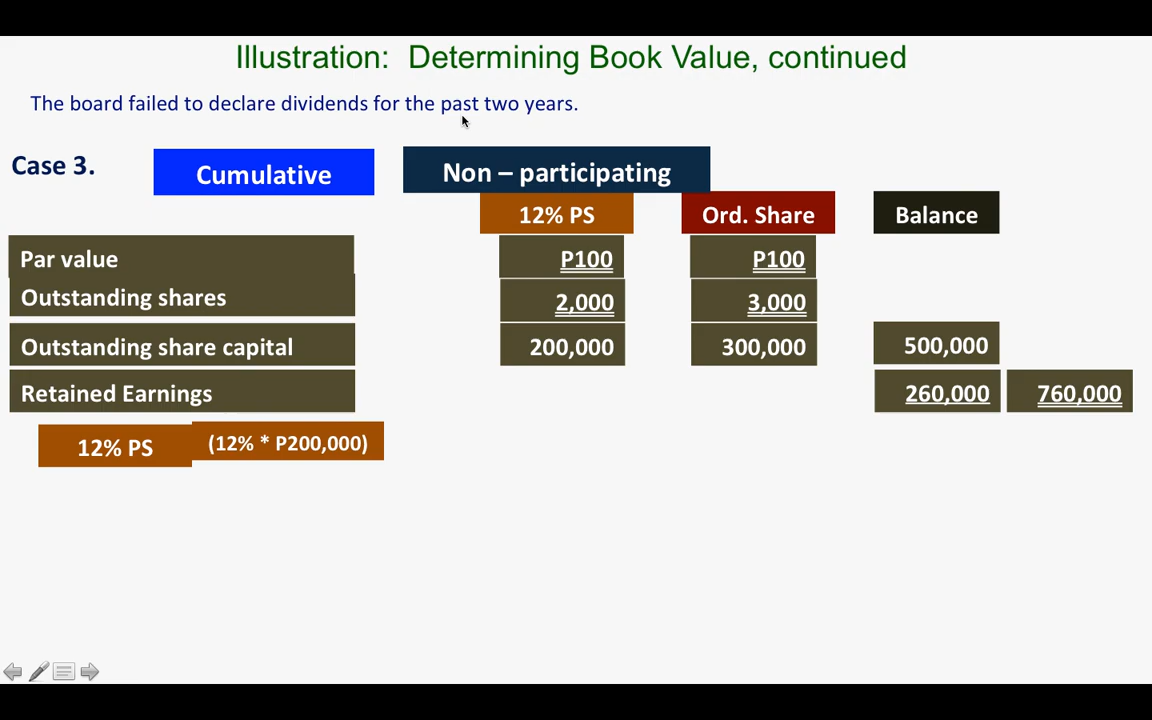 Illustration:  Determining Book Value, continued
The board failed to declare dividends for the past two years.
Case 3.
Cumulative
Non – participating
12% PS
Ord. Share
Balance
Par value
P100
P100
Outstanding shares
2,000
3,000
Outstanding share capital
200,000
300,000
500,000
Retained Earnings
260,000
760,000
12% PS
(12% * P200,000)